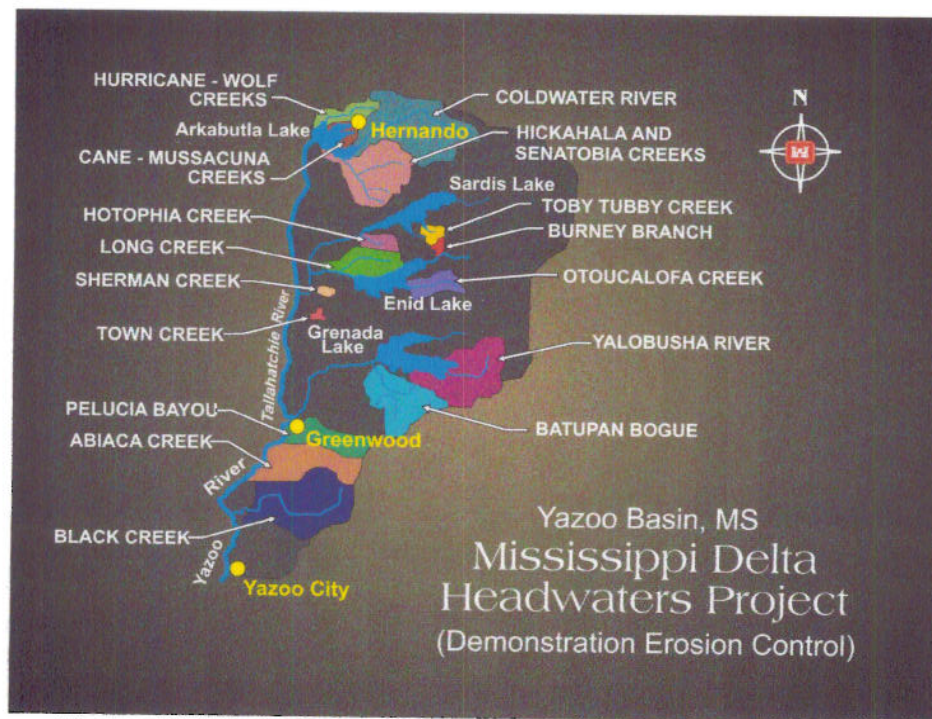 HURRICANE - WOLF
CREEKS
COLDWATER RIVER
N
Arkabutla Lake
Hernando
HICKAHALA AND
SENATOBIA CREEKS
CANE - MUSSACUNA
CREEKS
Sardis Lake
HOTOPHIA CREEK
TOBY TUBBY CREEK
LONG CREEK
BURNEY BRANCH
SHERMAN CREEK
OTOUCALOFA CREEK
Enid Lake
TOWN CREEK
Grenada
Lake
YALOBUSHA RIVER
Tallahatchie River
PELUCIA BAYOU
Greenwood
BATUPAN BOGUE
ABIACA CREEK
Yazoo River
BLACK CREEK
Yazoo City
Yazoo Basin, MS
Mississippi Delta
Headwaters Project
(Demonstration Erosion Control)